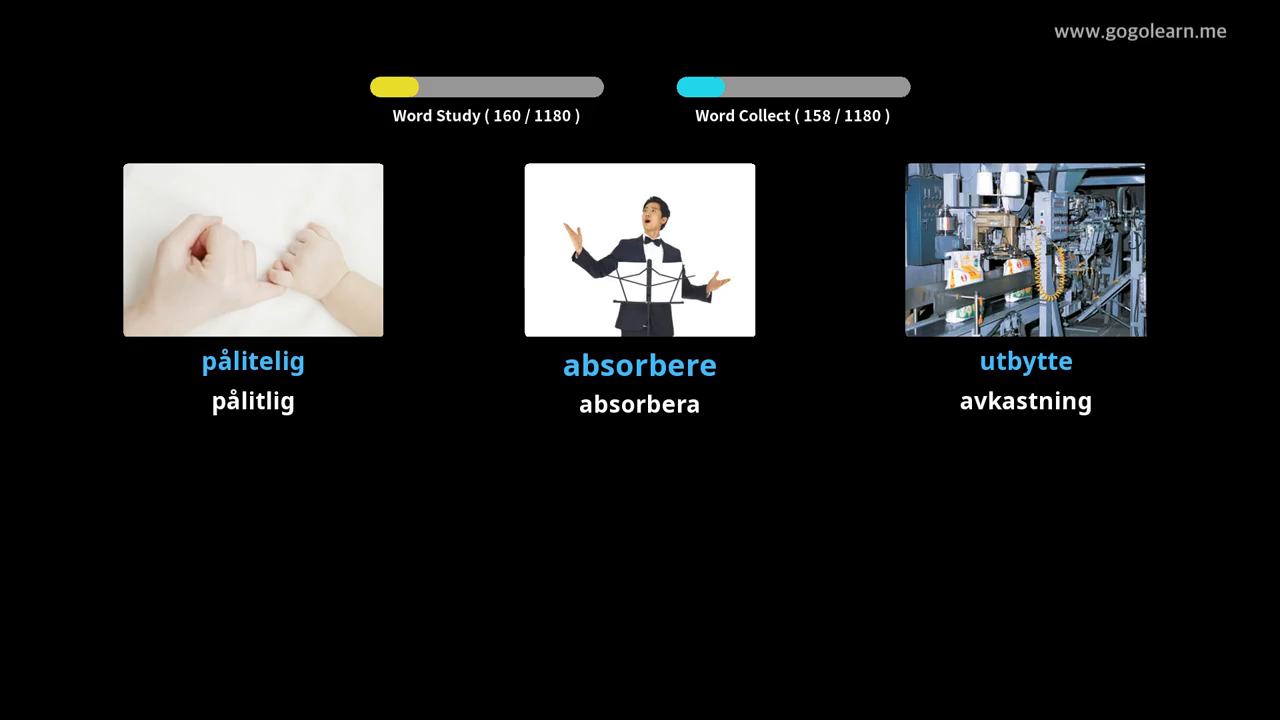 www.gogolearn.me
Word Study ( 160 / 1180 )
Word Collect ( 158 / 1180 )
pålitelig
absorbere
utbytte
pålitlig
absorbera
avkastning